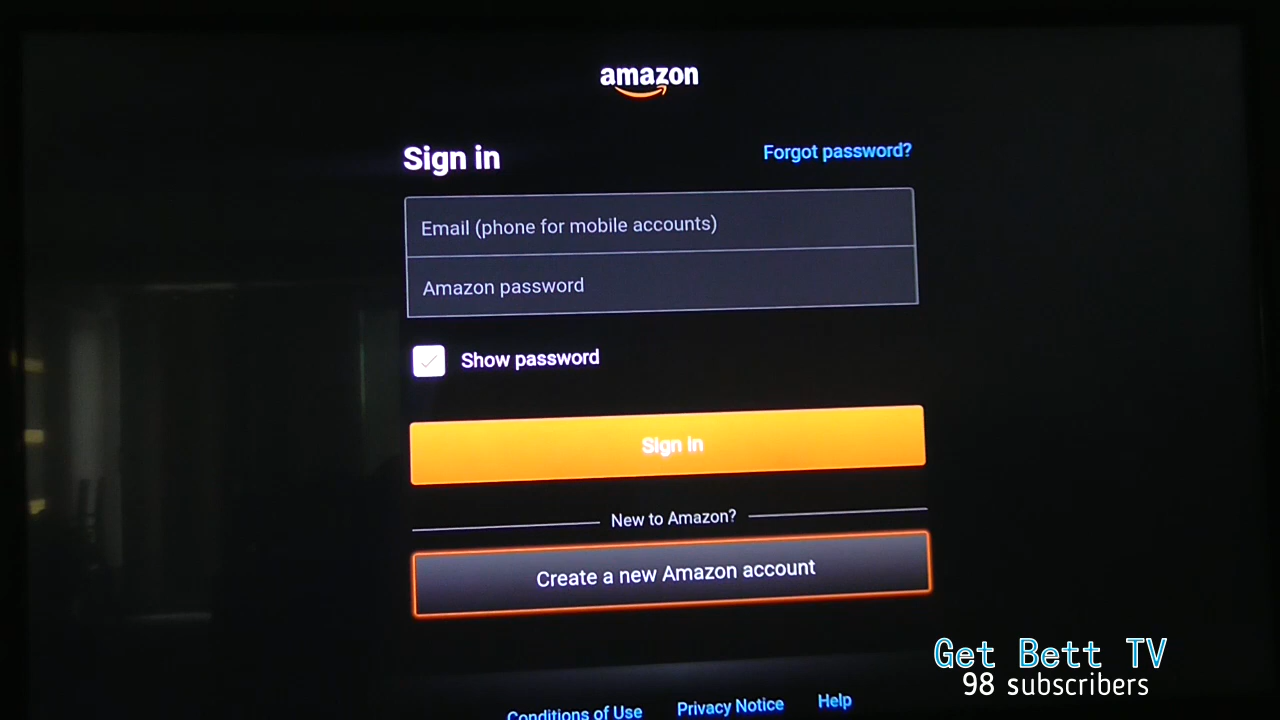 amazon
Sign in
Forgot password?
Email (phone for mobile accounts)
Amazon password
Show password
Sign in
New to Amazon?
Create a new Amazon account
Conditions of Use Privacy Notice Help
Get Bett TV
98 subscribers